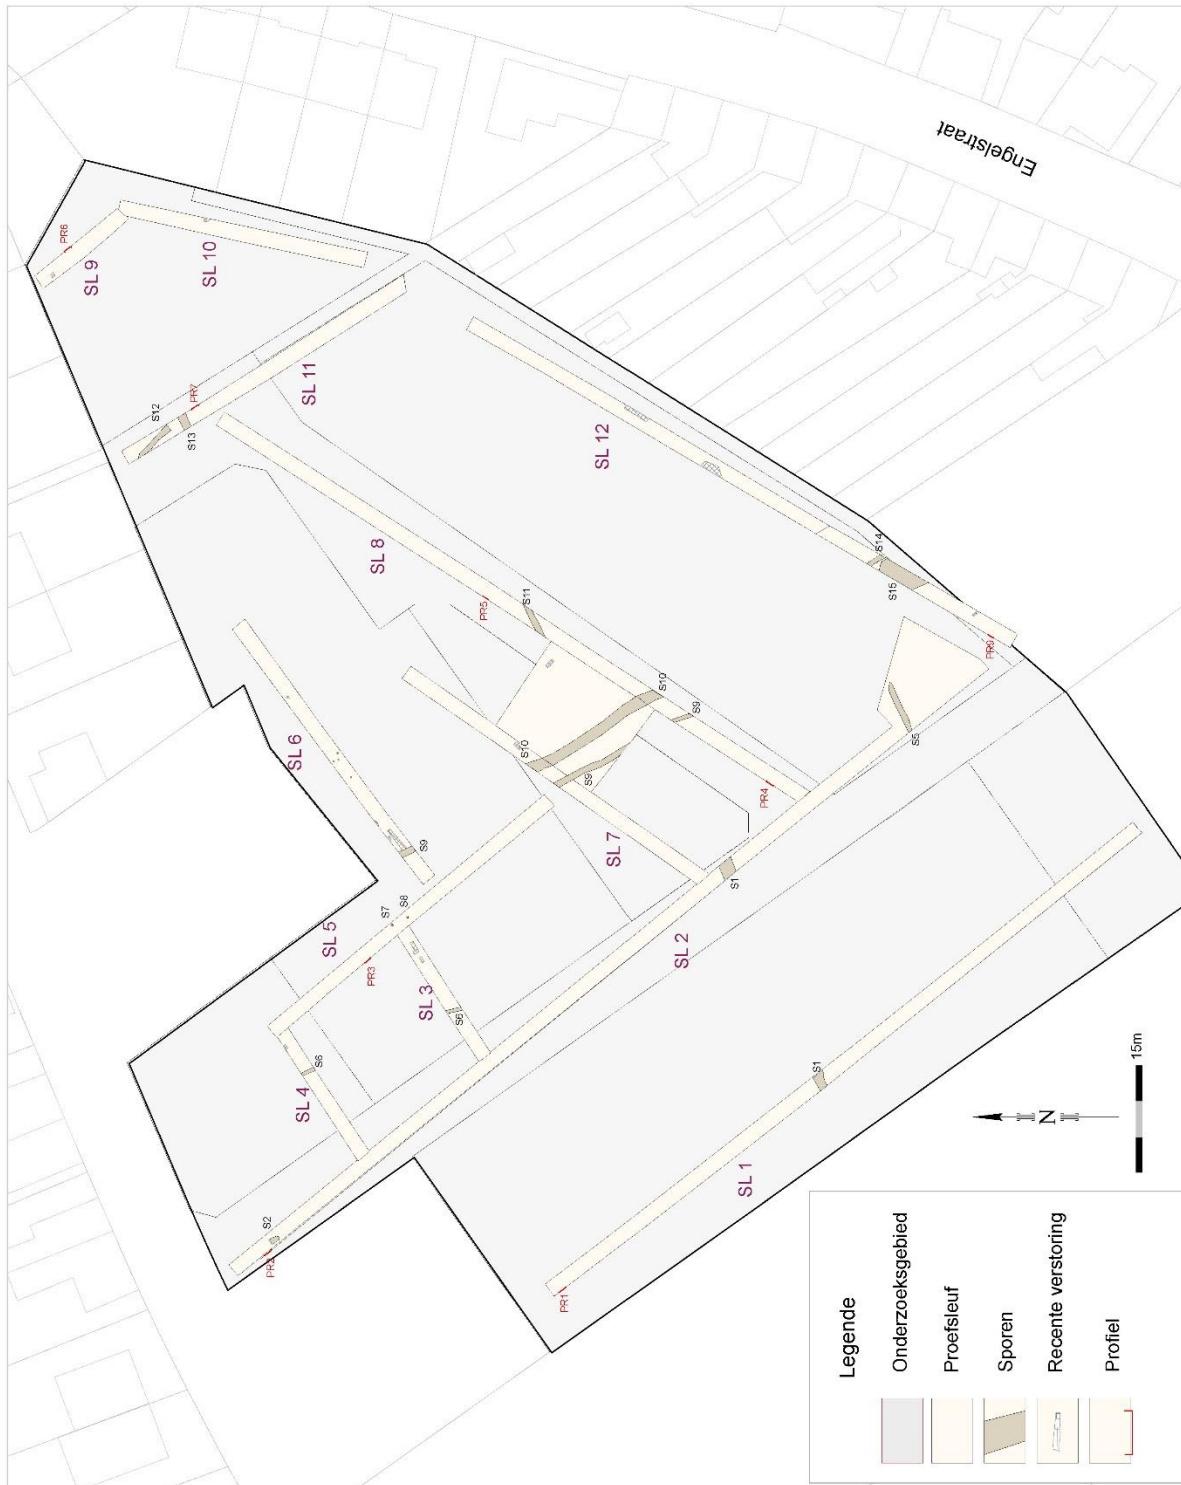 Engelstraat
PR6
SL 9
SL 10
S12
PR7
S13
SL 11
SL 8
SL 12
PR5
S11
S14
S15
PR9
SL 6
S10
S10
S9
S9
S5
PR4
SL 7
S9
S7
S8
SL 5
PR3
SL 3
S6
S1
SL 2
S6
SL 4
S2
PR2
S1
SL 1
PR1
N
15m
Legende
Onderzoeksgebied
Proefsleuf
Sporen
Recente verstoring
Profiel